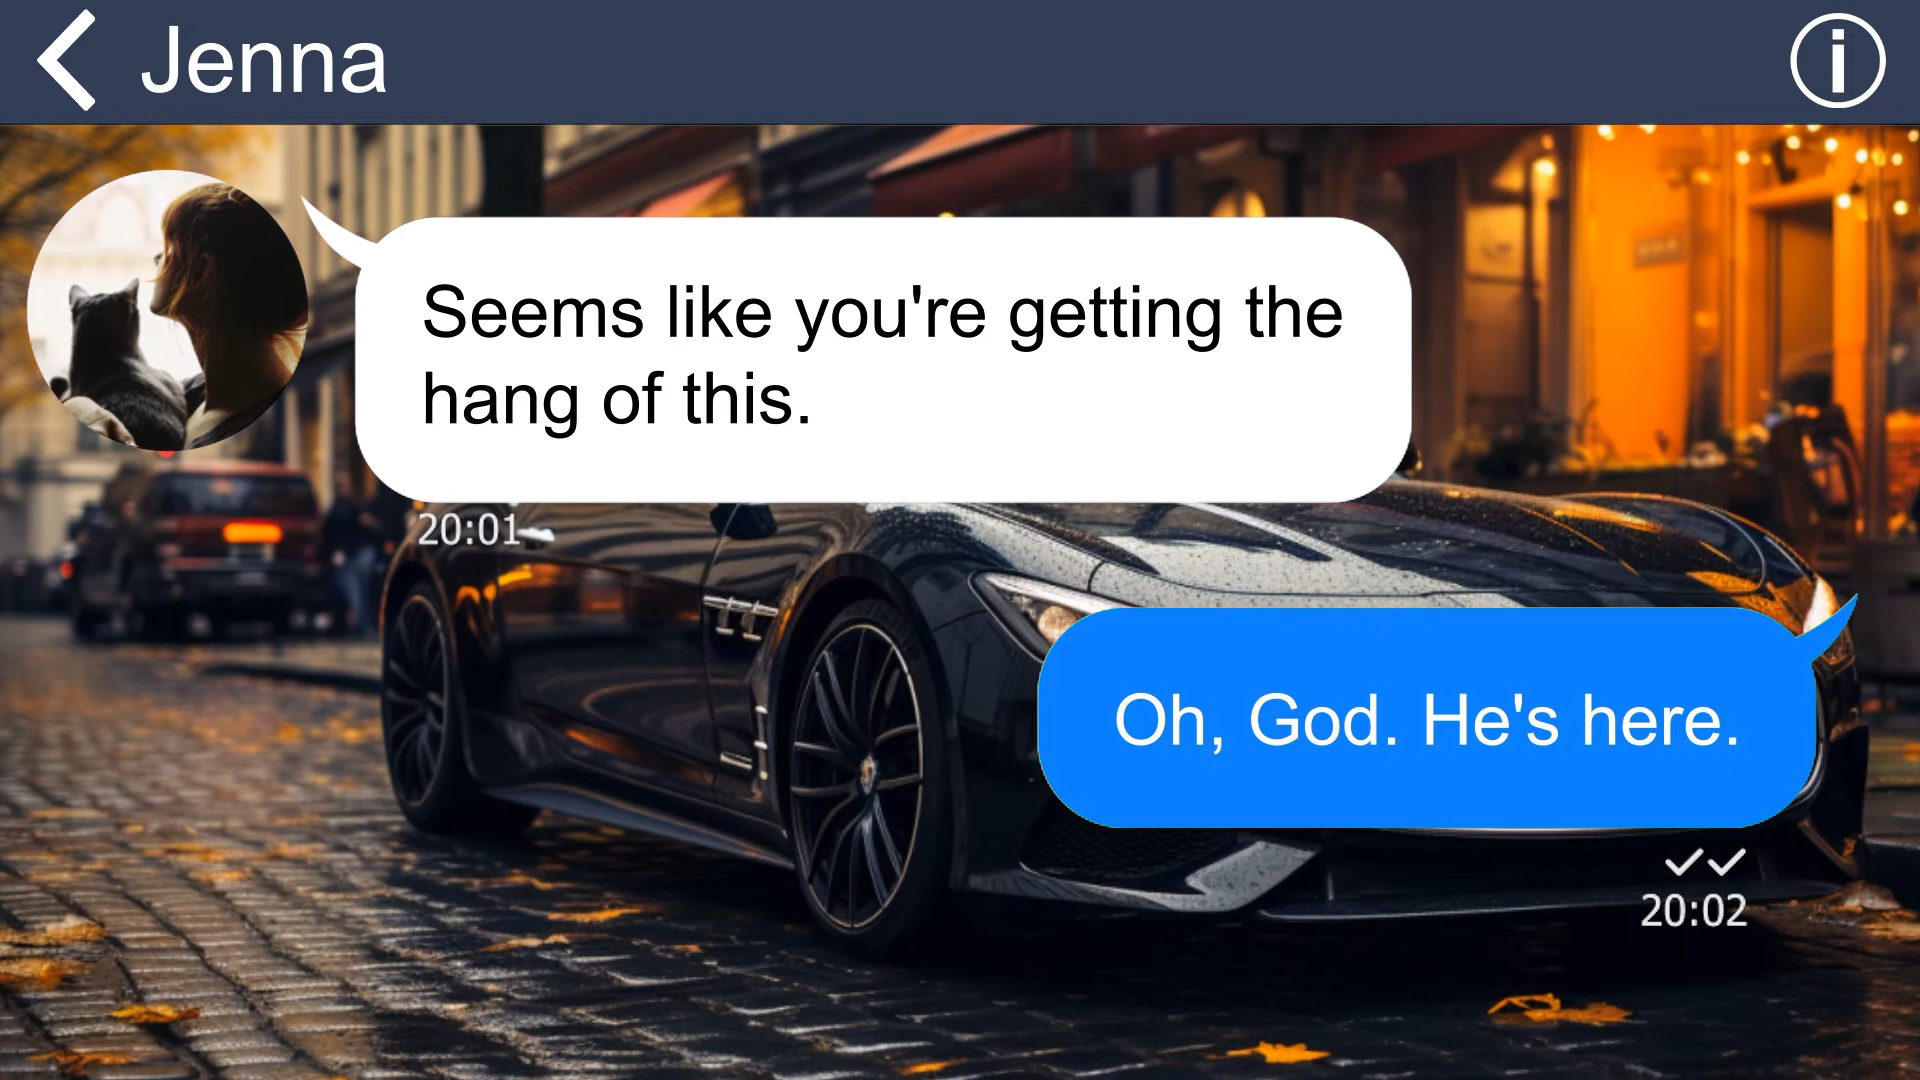 Jenna
Seems like you're getting the
hang of this.
20:01
Oh, God. He's here.
20:02